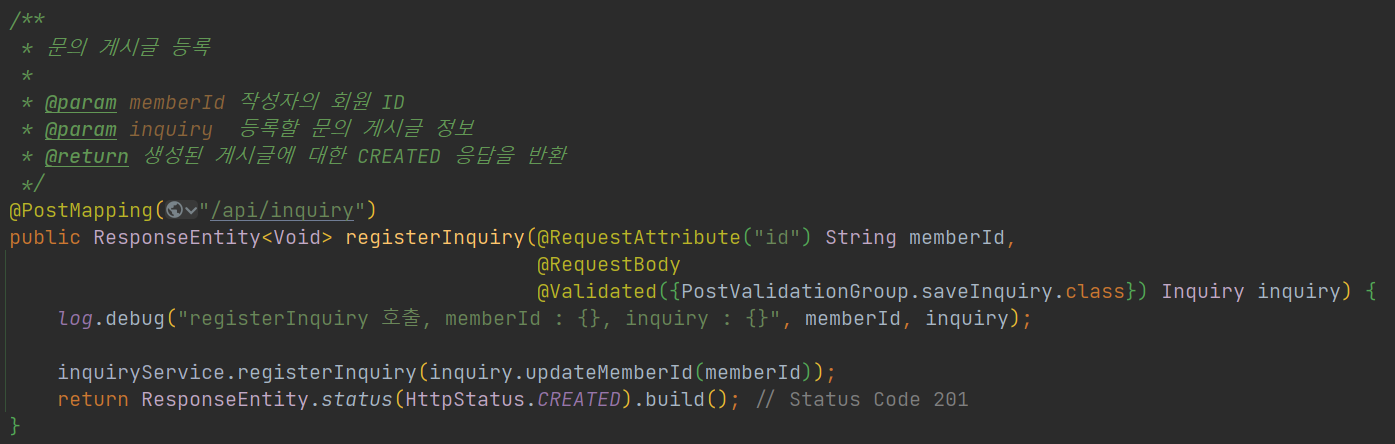 /**
 * 문의 게시글 등록
 *
 * @param memberId 작성자의 회원 ID
 * @param inquiry  등록할 문의 게시글 정보
 * @return 생성된 게시글에 대한 CREATED 응답을 반환
 */
@PostMapping("/api/inquiry")
public ResponseEntity<Void> registerInquiry(@RequestAttribute("id") String memberId,
                                            @RequestBody
                                            @Validated({PostValidationGroup.saveInquiry.class}) Inquiry inquiry) {
    log.debug("registerInquiry 호출, memberId : {}, inquiry : {}", memberId, inquiry);

    inquiryService.registerInquiry(inquiry.updateMemberId(memberId));
    return ResponseEntity.status(HttpStatus.CREATED).build(); // Status Code 201
}